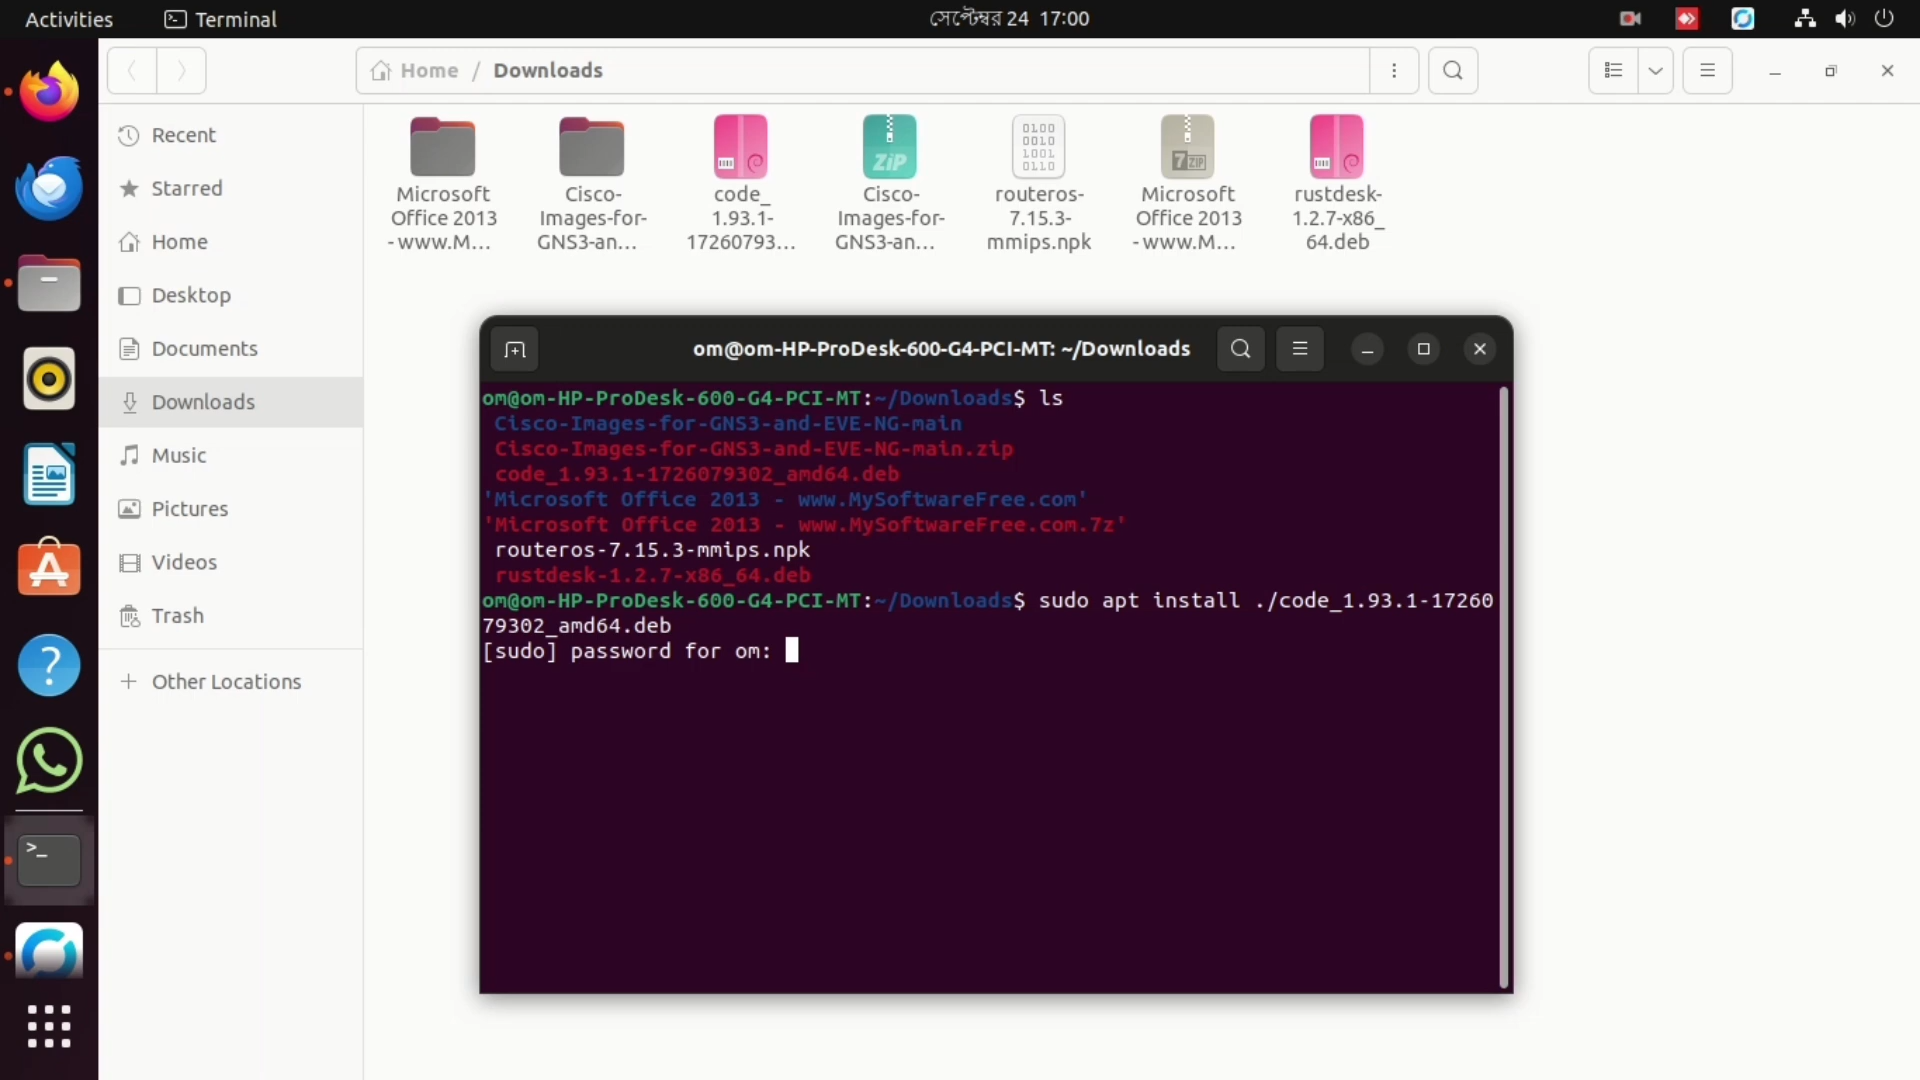 Activities
Terminal
সেপ্টেম্বর 24 17:00
Home / Downloads
Recent
Starred
Home
Desktop
Documents
Downloads
Music
Pictures
Videos
Trash
Other Locations
Microsoft
Office 2013
- www.M...
Cisco-
Images-for-
GNS3-an...
code_
1.93.1-
17260793...
ZIP
Cisco-
Images-for-
GNS3-an...
0100
0010
1001
0110
routeros-
7.15.3-
mmips.npk
7 ZIP
Microsoft
Office 2013
- www.M...
rustdesk-
1.2.7-x86_
64.deb
om@om-HP-ProDesk-600-G4-PCI-MT: ~/Downloads
om@om-HP-ProDesk-600-G4-PCI-MT:~/Downloads$ ls
Cisco-Images-for-GNS3-and-EVE-NG-main
Cisco-Images-for-GNS3-and-EVE-NG-main.zip
code_1.93.1-1726079302_amd64.deb
'Microsoft Office 2013 - www.MySoftwareFree.com'
'Microsoft Office 2013 - www.MySoftwareFree.com.7z'
routeros-7.15.3-mmips.npk
rustdesk-1.2.7-x86_64.deb
om@om-HP-ProDesk-600-G4-PCI-MT:~/Downloads$ sudo apt install ./code_1.93.1-17260
79302_amd64.deb
[sudo] password for om: